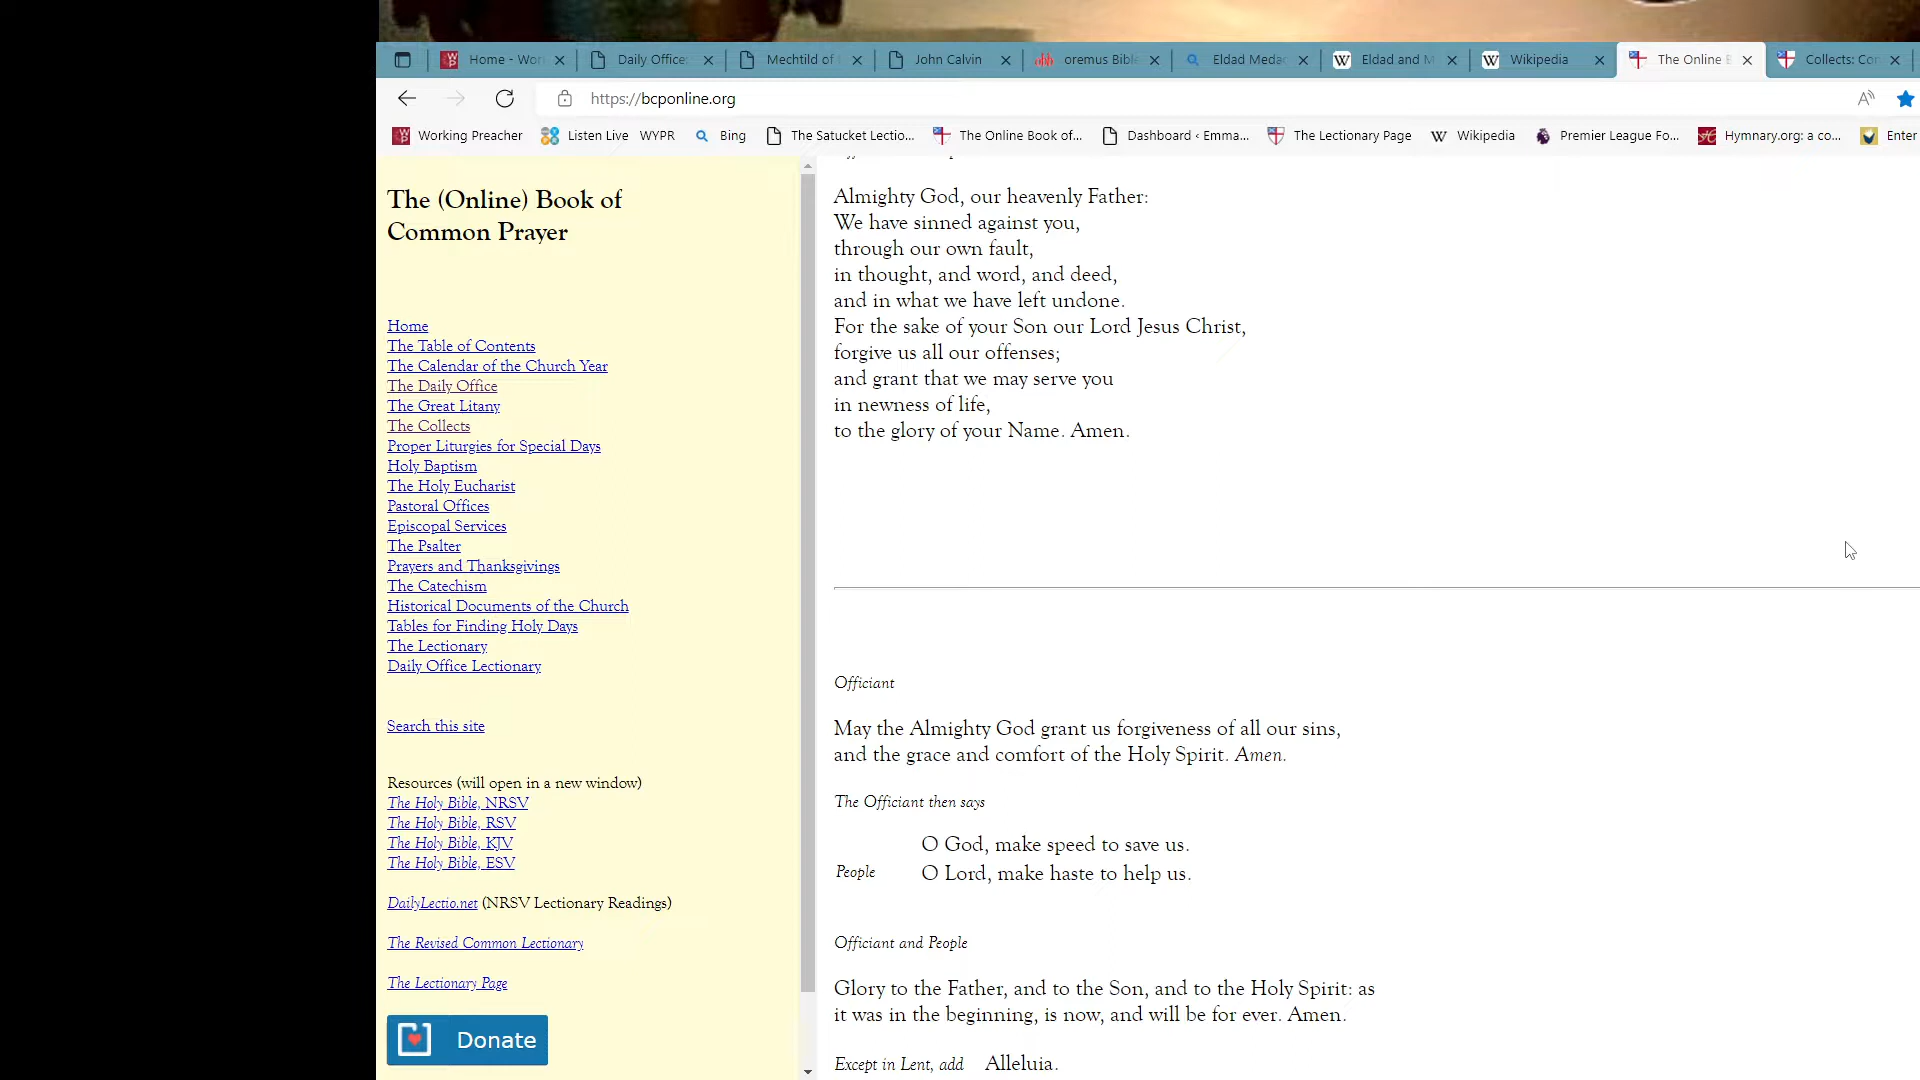 Home - Wor
Daily Office:
Mechtild of
John Calvin
oremus Bible
Eldad Medad
Eldad and M
Wikipedia
The Online B
Collects: Con
https://bcponline.org
Working Preacher
Listen Live WYPR
Bing
The Satucket Lectio...
The Online Book of...
Dashboard ‹ Emma...
The Lectionary Page
Wikipedia
Premier League Fo...
Hymnary.org: a co...
Enter
The (Online) Book of
Common Prayer
Home
The Table of Contents
The Calendar of the Church Year
The Daily Office
The Great Litany
The Collects
Proper Liturgies for Special Days
Holy Baptism
The Holy Eucharist
Pastoral Offices
Episcopal Services
The Psalter
Prayers and Thanksgivings
The Catechism
Historical Documents of the Church
Tables for Finding Holy Days
The Lectionary
Daily Office Lectionary
Search this site
Resources (will open in a new window)
The Holy Bible, NRSV
The Holy Bible, RSV
The Holy Bible, KJV
The Holy Bible, ESV
DailyLectio.net (NRSV Lectionary Readings)
The Revised Common Lectionary
The Lectionary Page
Donate
Almighty God, our heavenly Father:
We have sinned against you,
through our own fault,
in thought, and word, and deed,
and in what we have left undone.
For the sake of your Son our Lord Jesus Christ,
forgive us all our offenses;
and grant that we may serve you
in newness of life,
to the glory of your Name. Amen.
Officiant
May the Almighty God grant us forgiveness of all our sins,
and the grace and comfort of the Holy Spirit. Amen.
The Officiant then says
O God, make speed to save us.
People O Lord, make haste to help us.
Officiant and People
Glory to the Father, and to the Son, and to the Holy Spirit: as
it was in the beginning, is now, and will be for ever. Amen.
Except in Lent, add Alleluia.